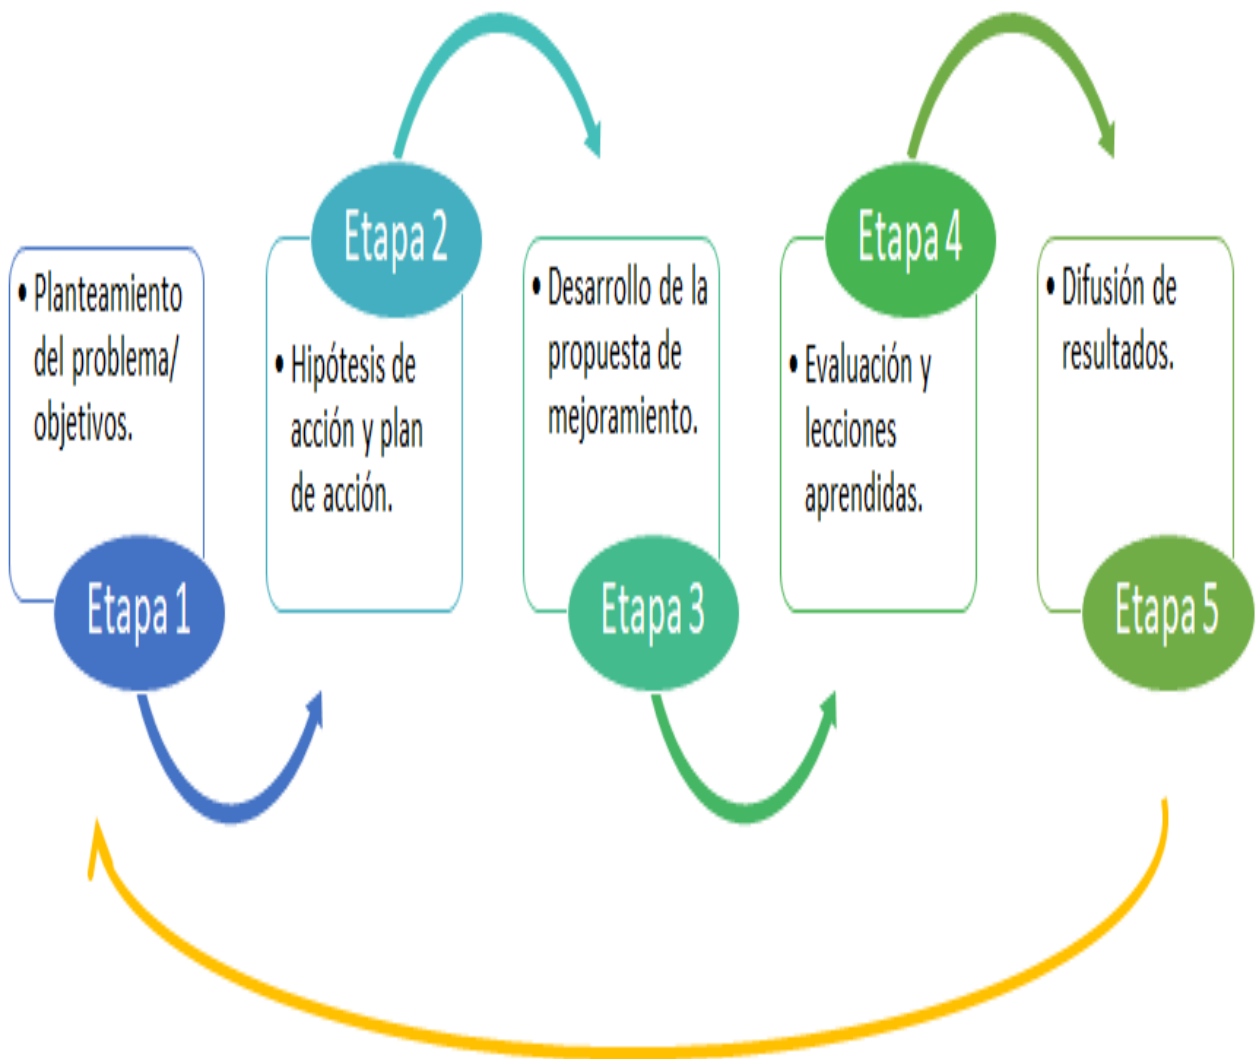 Etapa 1
• Planteamiento
del problema/
objetivos.
Etapa 2
• Hipótesis de
acción y plan
de acción.
Etapa 3
• Desarrollo de la
propuesta de
mejoramiento.
Etapa 4
• Evaluación y
lecciones
aprendidas.
Etapa 5
• Difusión de
resultados.